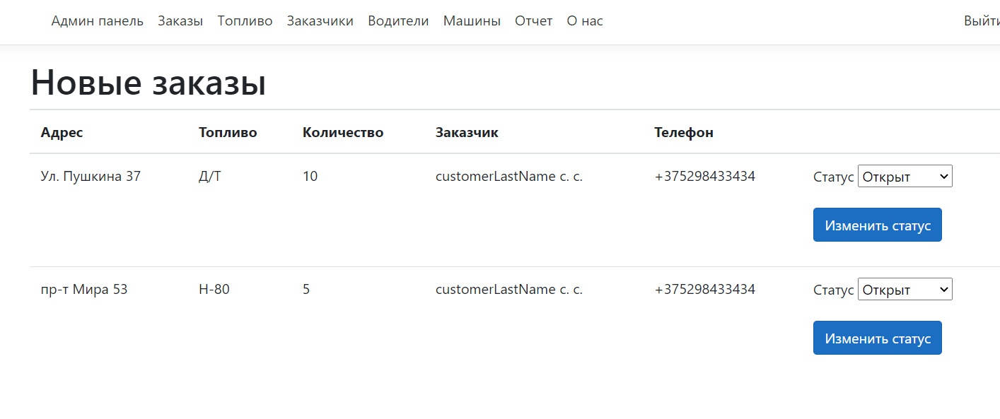 Админ панель Заказы Топливо Заказчики Водители Машины Отчет О нас Выйти
Новые заказы
Адрес Топливо Количество Заказчик Телефон
Ул. Пушкина 37 Д/Т 10 customerLastName c. c. +375298433434 Статус Открыт
Изменить статус
пр-т Мира 53 Н-80 5 customerLastName c. c. +375298433434 Статус Открыт
Изменить статус